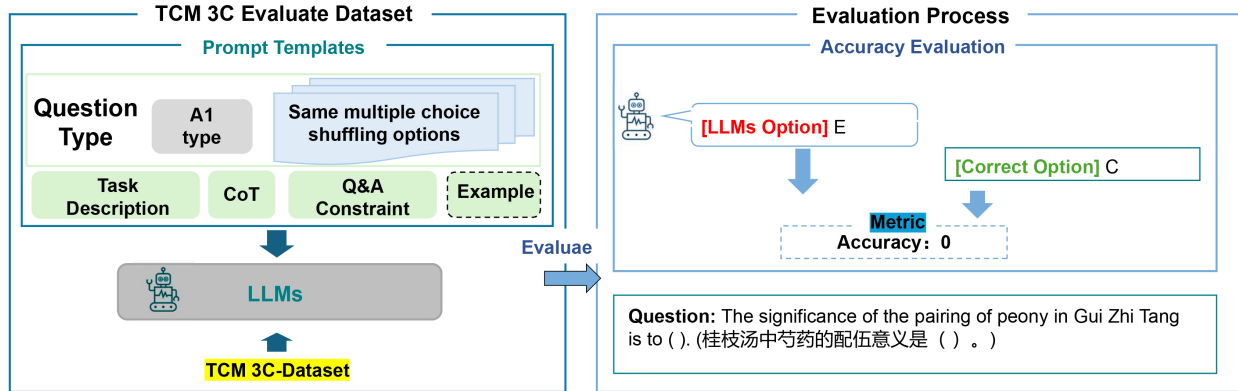 TCM 3C Evaluate Dataset
Prompt Templates
Question
Type
A1
type
Same multiple choice
shuffling options
Task
Description
CoT
Q&A
Constraint
Example
LLMs
TCM 3C-Dataset
Evaluae
Evaluation Process
Accuracy Evaluation
[LLMs Option] E
[Correct Option] C
Metric
Accuracy：0
Question: The significance of the pairing of peony in Gui Zhi Tang
is to ( ). (桂枝汤中芍药的配伍意义是（ ）。)